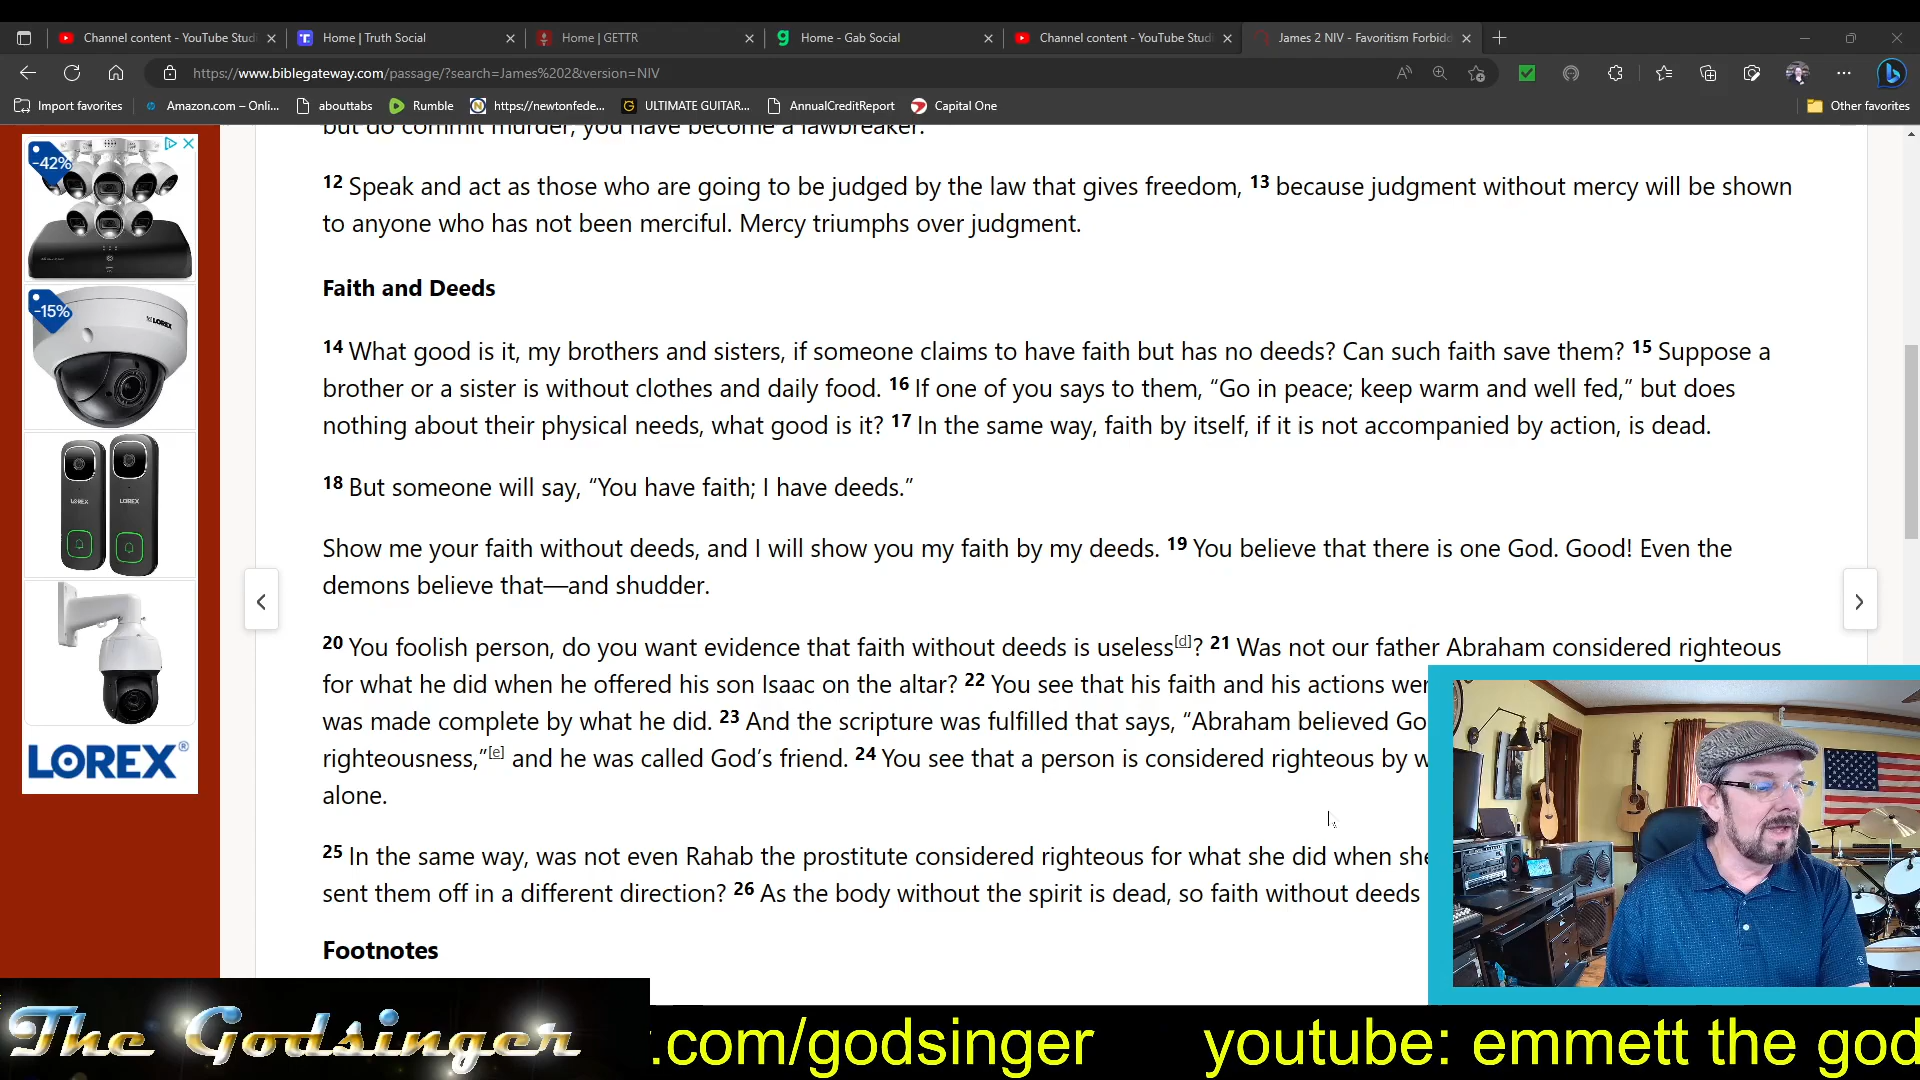 Channel content - YouTube Studi
Home | Truth Social
Home | GETTR
Home - Gab Social
Channel content - YouTube Studi
James 2 NIV - Favoritism Forbidd
https://www.biblegateway.com/passage/?search=James%202&version=NIV
Import favorites
Amazon.com – Onli...
abouttabs
Rumble
https://newtonfede...
ULTIMATE GUITAR...
AnnualCreditReport
Capital One
Other favorites
-42%
-15%
LOREX
LOREX
LOREX
LOREX®
but do commit murder, you have become a lawbreaker.
12 Speak and act as those who are going to be judged by the law that gives freedom, 13 because judgment without mercy will be shown
to anyone who has not been merciful. Mercy triumphs over judgment.
Faith and Deeds
14 What good is it, my brothers and sisters, if someone claims to have faith but has no deeds? Can such faith save them? 15 Suppose a
brother or a sister is without clothes and daily food. 16 If one of you says to them, “Go in peace; keep warm and well fed,” but does
nothing about their physical needs, what good is it? 17 In the same way, faith by itself, if it is not accompanied by action, is dead.
18 But someone will say, “You have faith; I have deeds.”
Show me your faith without deeds, and I will show you my faith by my deeds. 19 You believe that there is one God. Good! Even the
demons believe that—and shudder.
20 You foolish person, do you want evidence that faith without deeds is useless[d]? 21 Was not our father Abraham considered righteous
for what he did when he offered his son Isaac on the altar? 22 You see that his faith and his actions wer
was made complete by what he did. 23 And the scripture was fulfilled that says, “Abraham believed Go
righteousness,”[e] and he was called God’s friend. 24 You see that a person is considered righteous by w
alone.
25 In the same way, was not even Rahab the prostitute considered righteous for what she did when she
sent them off in a different direction? 26 As the body without the spirit is dead, so faith without deeds
Footnotes
The Godsinger
.com/godsinger
youtube: emmett the god